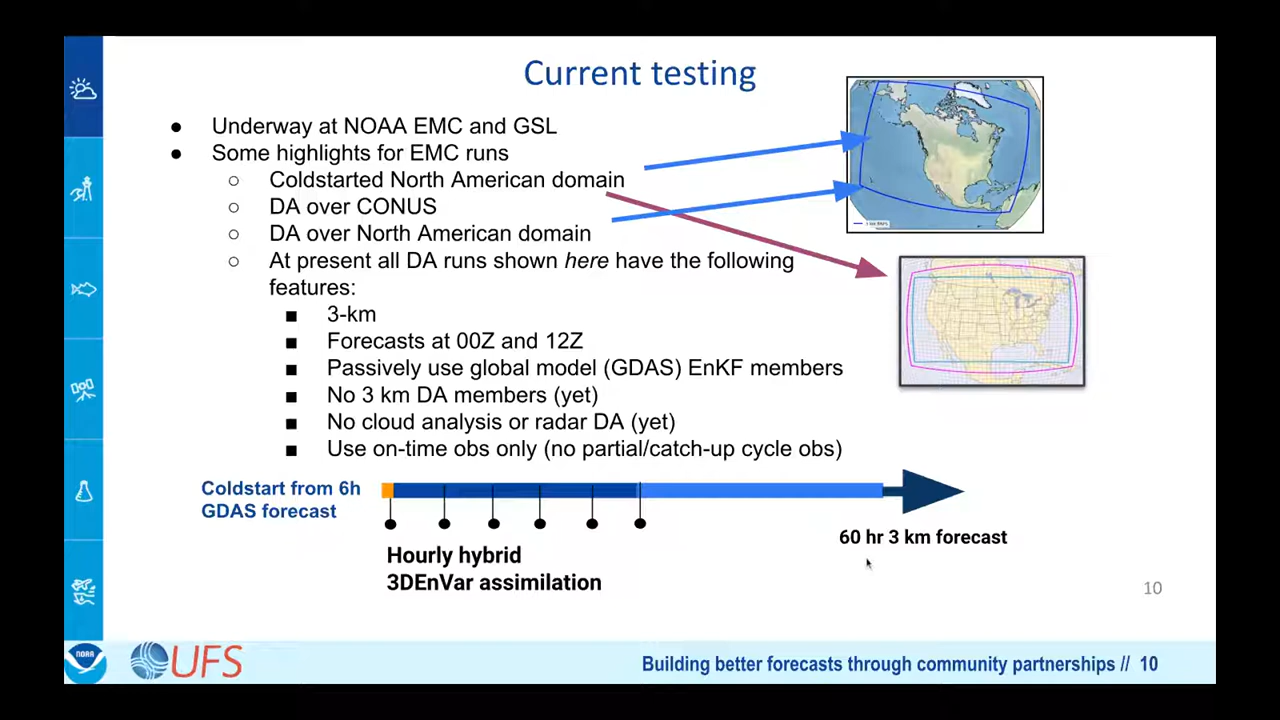 Current testing
● Underway at NOAA EMC and GSL
● Some highlights for EMC runs
○ Coldstarted North American domain
○ DA over CONUS
○ DA over North American domain
○ At present all DA runs shown here have the following
features:
■ 3-km
■ Forecasts at 00Z and 12Z
■ Passively use global model (GDAS) EnKF members
■ No 3 km DA members (yet)
■ No cloud analysis or radar DA (yet)
■ Use on-time obs only (no partial/catch-up cycle obs)
Coldstart from 6h
GDAS forecast
60 hr 3 km forecast
Hourly hybrid
3DEnVar assimilation
10
NOAA
UFS
Building better forecasts through community partnerships // 10